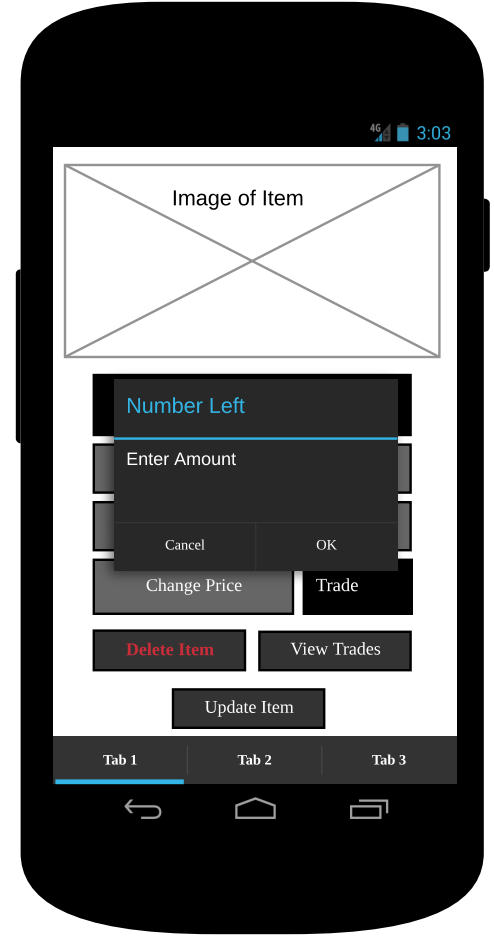 4G 3:03
Image of Item
Number Left
Enter Amount
Cancel OK
Change Price Trade
Delete Item View Trades
Update Item
Tab 1 Tab 2 Tab 3